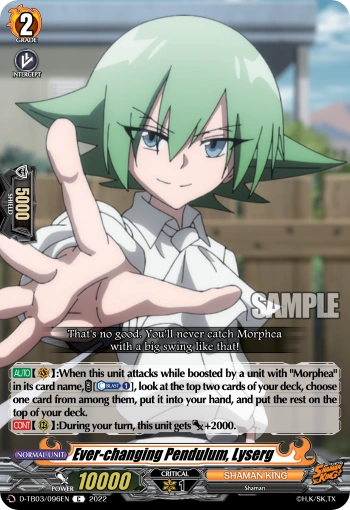 2
GRADE
INTERCEPT
5000
SHIELD
SAMPLE
That's no good. You'll never catch Morphea
with a big swing like that!
AUTO [ ]:When this unit attacks while boosted by a unit with "Morphea"
in its card name, [ BLAST 1], look at the top two cards of your deck, choose
one card from among them, put it into your hand, and put the rest on the
top of your deck.
CONT [ ]:During your turn, this unit gets +2000.
NORMAL UNIT
Ever-changing Pendulum, Lyserg
POWER 10000
CRITICAL
1
SHAMAN KING
Shaman
SHAMAN KING
D-TB03/096EN C 2022
©H,K/SK,TX